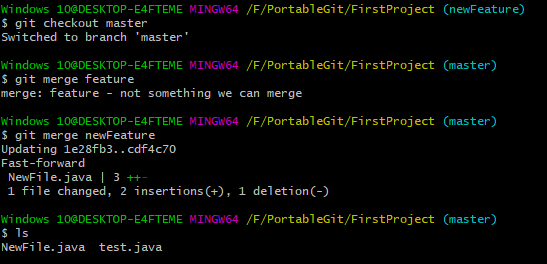 Windows 10@DESKTOP-E4FTEME MINGW64 /F/PortableGit/FirstProject (newFeature)
$ git checkout master
Switched to branch 'master'
Windows 10@DESKTOP-E4FTEME MINGW64 /F/PortableGit/FirstProject (master)
$ git merge feature
merge: feature - not something we can merge
Windows 10@DESKTOP-E4FTEME MINGW64 /F/PortableGit/FirstProject (master)
$ git merge newFeature
Updating 1e28fb3..cdf4c70
Fast-forward
 NewFile.java | 3 ++-
 1 file changed, 2 insertions(+), 1 deletion(-)
Windows 10@DESKTOP-E4FTEME MINGW64 /F/PortableGit/FirstProject (master)
$ ls
NewFile.java  test.java